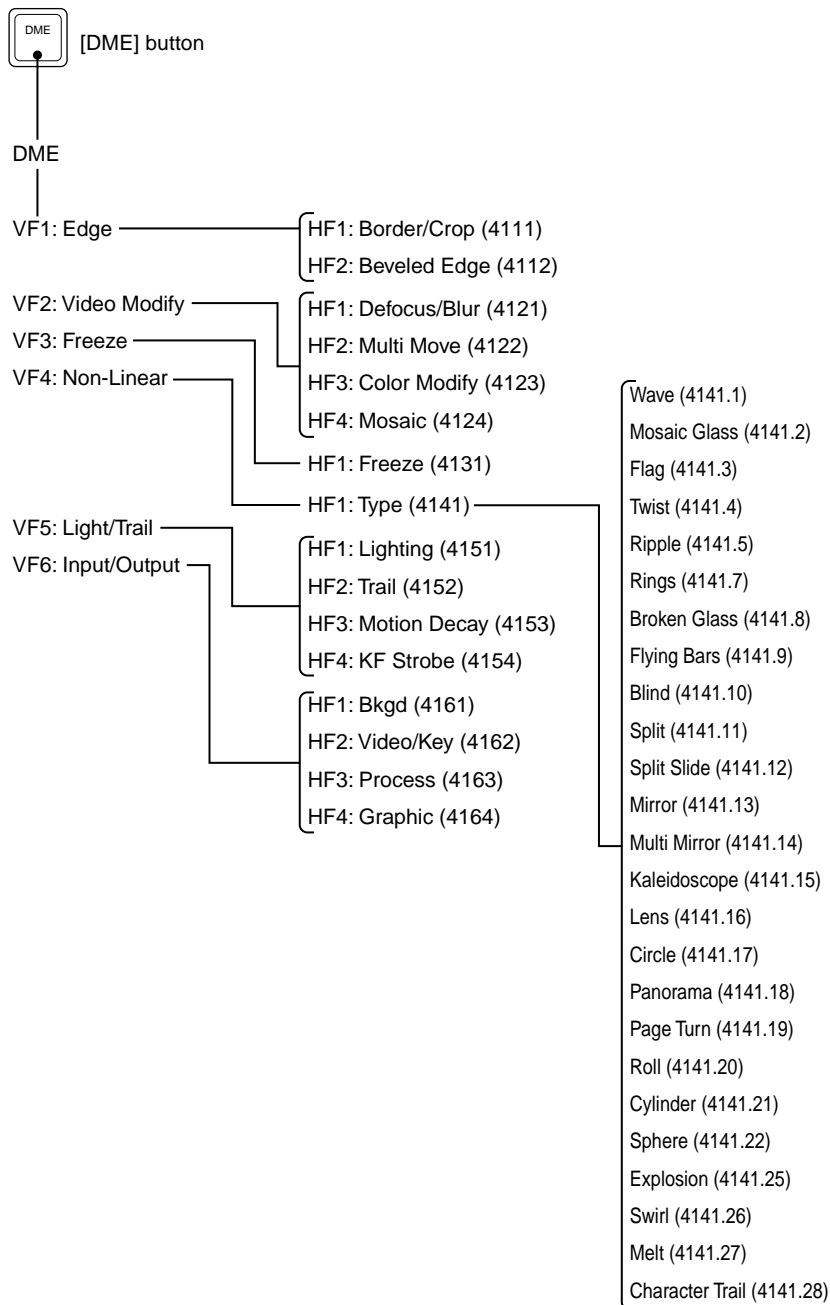 DME
[DME] button
DME
VF1: Edge
HF1: Border/Crop (4111)
HF2: Beveled Edge (4112)
VF2: Video Modify
HF1: Defocus/Blur (4121)
HF2: Multi Move (4122)
HF3: Color Modify (4123)
HF4: Mosaic (4124)
VF3: Freeze
HF1: Freeze (4131)
VF4: Non-Linear
HF1: Type (4141)
Wave (4141.1)
Mosaic Glass (4141.2)
Flag (4141.3)
Twist (4141.4)
Ripple (4141.5)
Rings (4141.7)
Broken Glass (4141.8)
Flying Bars (4141.9)
Blind (4141.10)
Split (4141.11)
Split Slide (4141.12)
Mirror (4141.13)
Multi Mirror (4141.14)
Kaleidoscope (4141.15)
Lens (4141.16)
Circle (4141.17)
Panorama (4141.18)
Page Turn (4141.19)
Roll (4141.20)
Cylinder (4141.21)
Sphere (4141.22)
Explosion (4141.25)
Swirl (4141.26)
Melt (4141.27)
Character Trail (4141.28)
VF5: Light/Trail
HF1: Lighting (4151)
HF2: Trail (4152)
HF3: Motion Decay (4153)
HF4: KF Strobe (4154)
VF6: Input/Output
HF1: Bkgd (4161)
HF2: Video/Key (4162)
HF3: Process (4163)
HF4: Graphic (4164)